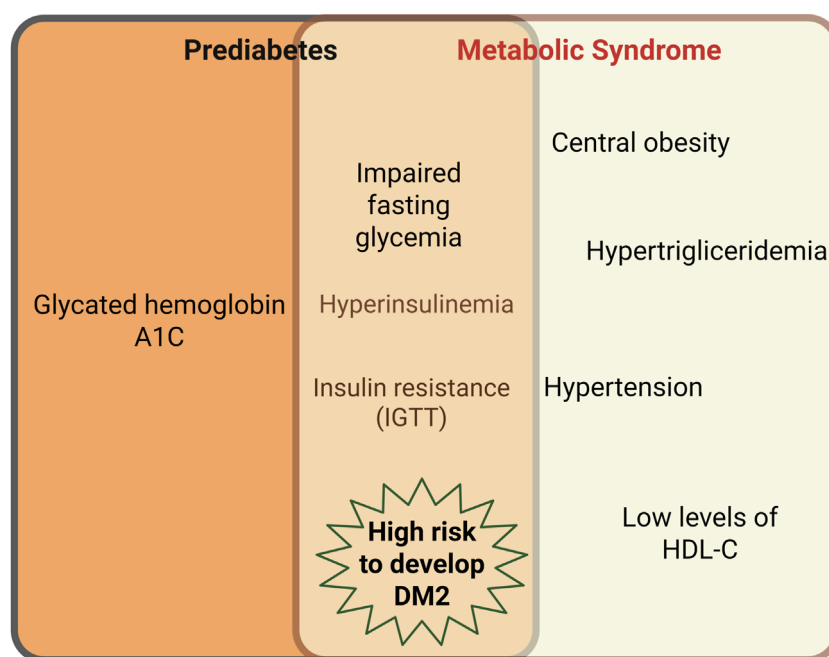 Prediabetes
Metabolic Syndrome
Central obesity
Impaired
fasting
glycemia
Hypertrigliceridemia
Glycated hemoglobin
A1C
Hyperinsulinemia
Insulin resistance
(IGTT)
Hypertension
High risk
to develop
DM2
Low levels of
HDL-C